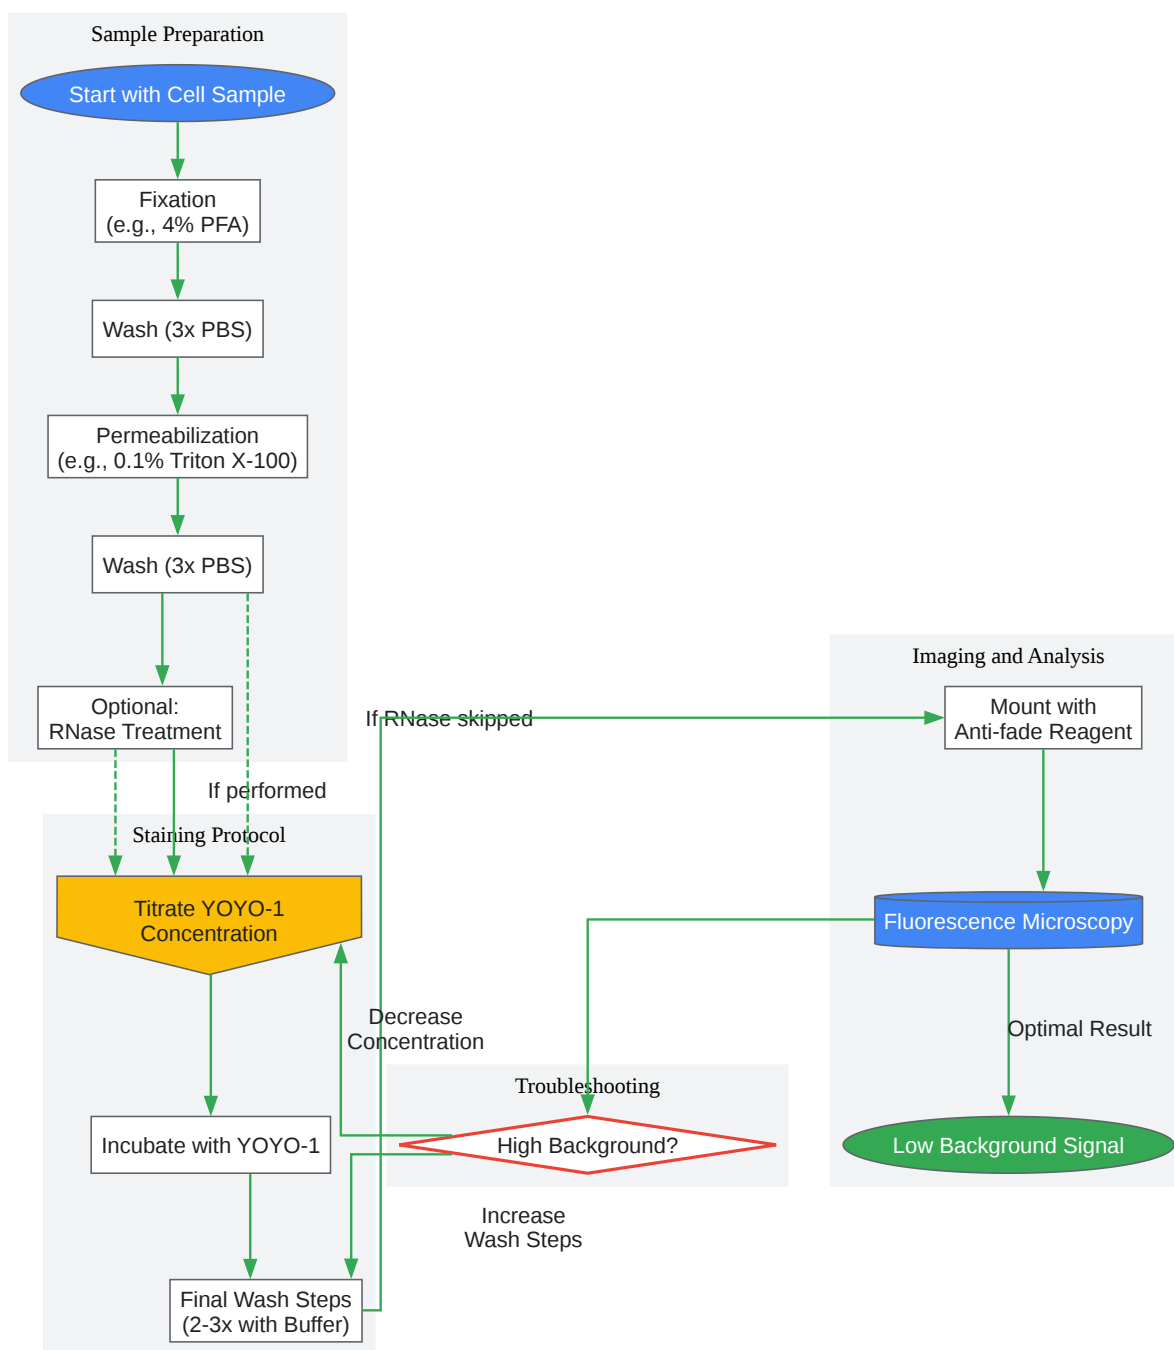 Sample Preparation
Start with Cell Sample
Fixation
(e.g., 4% PFA)
Wash (3x PBS)
Permeabilization
(e.g., 0.1% Triton X-100)
Wash (3x PBS)
Optional:
RNase Treatment
If RNase skipped
If performed
Staining Protocol
Titrate YOYO-1
Concentration
Decrease
Concentration
Incubate with YOYO-1
Final Wash Steps
(2-3x with Buffer)
Troubleshooting
High Background?
Increase
Wash Steps
Imaging and Analysis
Mount with
Anti-fade Reagent
Fluorescence Microscopy
Optimal Result
Low Background Signal